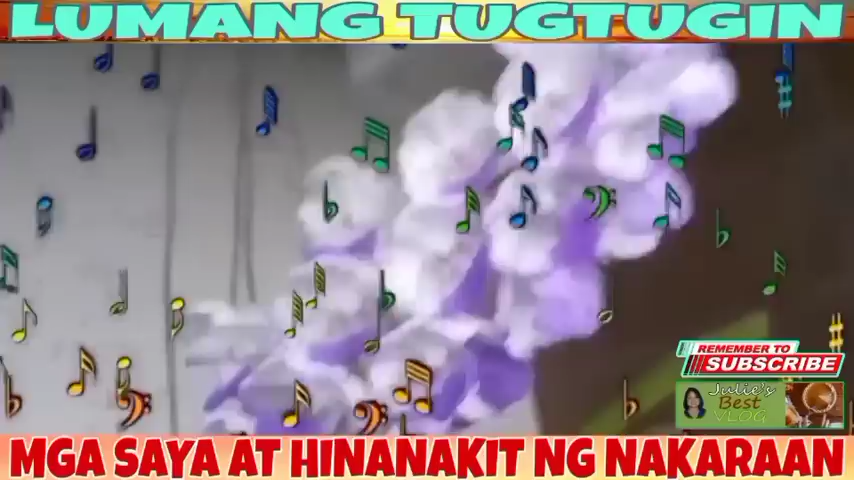 LUMANG TUGTUGIN
REMEMBER TO
SUBSCRIBE
Julie's
Best
VLOG
MGA SAYA AT HINANAKIT NG NAKARAAN